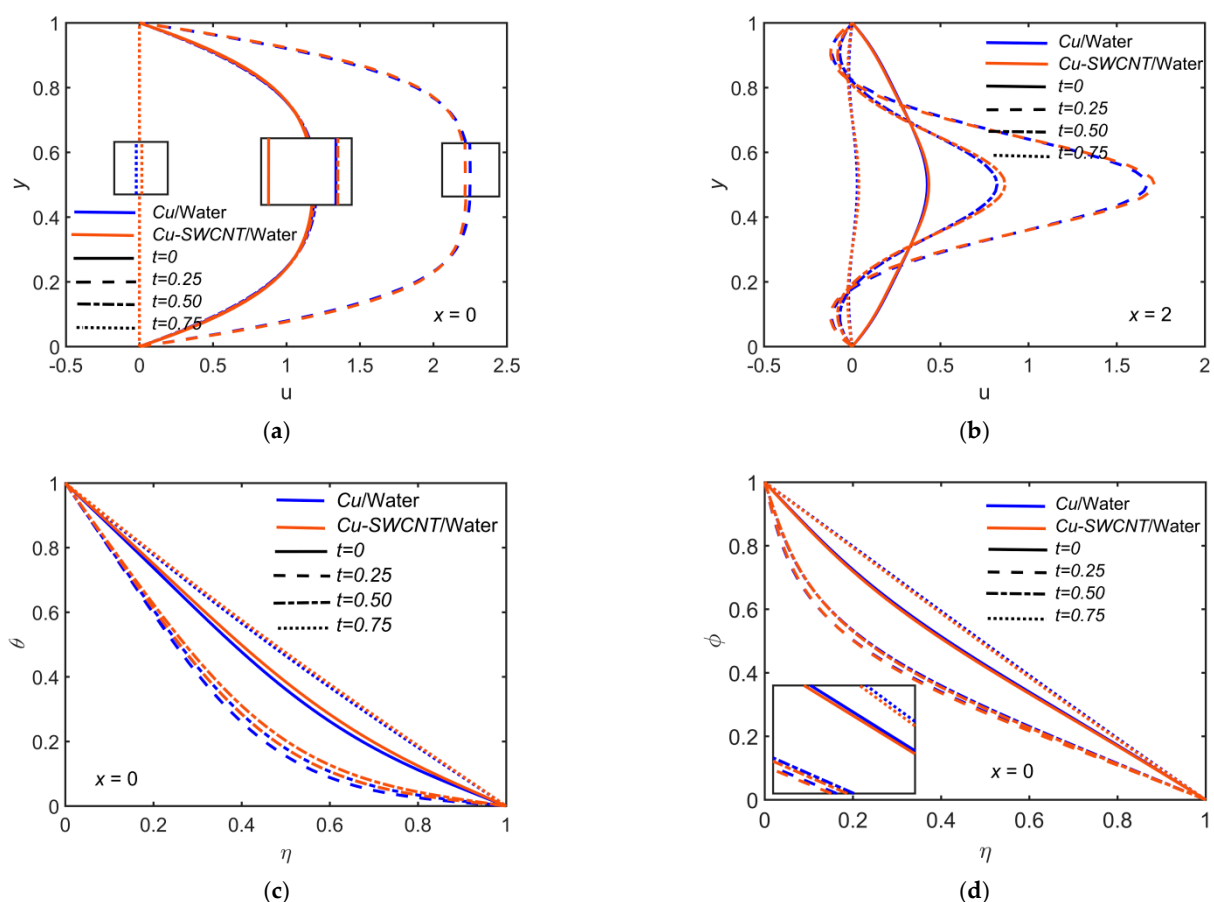 1
0.8
0.6
0.4
0.2
0
y
Cu/Water
Cu-SWCNT/Water
t=0
t=0.25
t=0.50
t=0.75
x = 0
-0.5
0
0.5
1
1.5
2
2.5
u
(a)
1
0.8
0.6
0.4
0.2
0
y
Cu/Water
Cu-SWCNT/Water
t=0
t=0.25
t=0.50
t=0.75
x = 2
-0.5
0
0.5
1
1.5
2
u
(b)
1
0.8
0.6
0.4
0.2
0
θ
Cu/Water
Cu-SWCNT/Water
t=0
t=0.25
t=0.50
t=0.75
x = 0
0
0.2
0.4
0.6
0.8
1
η
(c)
1
0.8
0.6
0.4
0.2
0
ϕ
Cu/Water
Cu-SWCNT/Water
t=0
t=0.25
t=0.50
t=0.75
x = 0
0
0.2
0.4
0.6
0.8
1
η
(d)